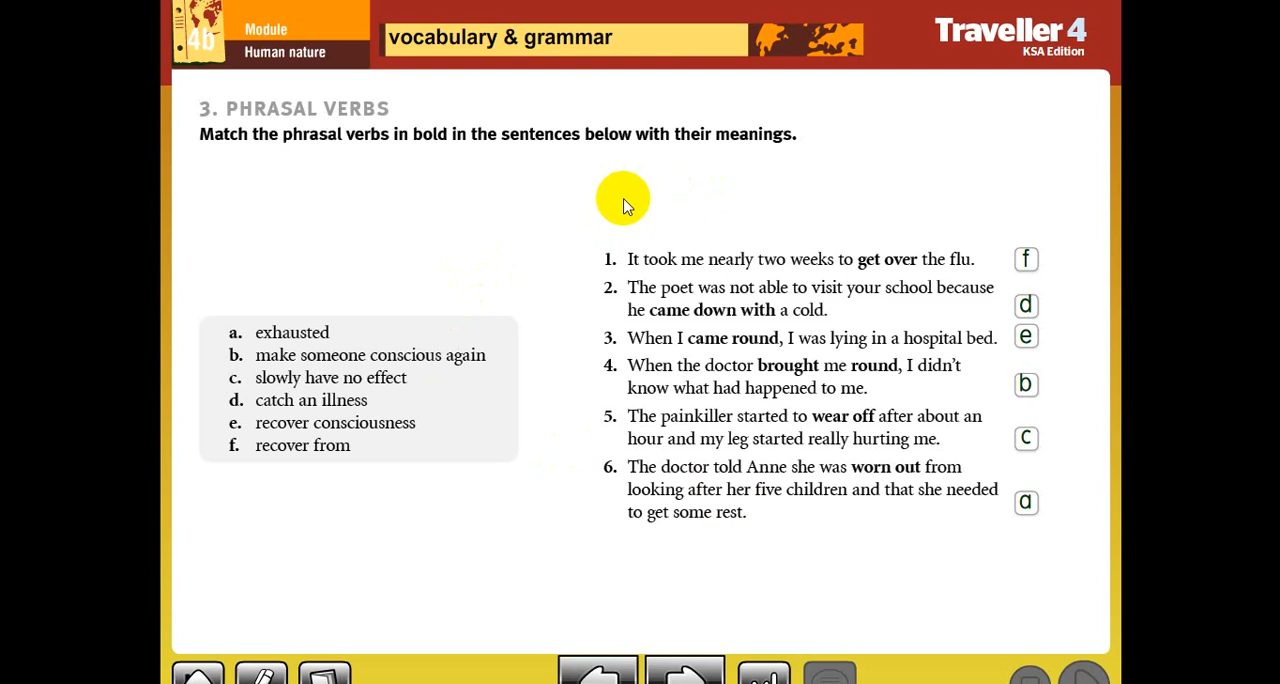 4b
Module
Human nature
vocabulary & grammar
Traveller 4
KSA Edition
3. PHRASAL VERBS
Match the phrasal verbs in bold in the sentences below with their meanings.
a. exhausted
b. make someone conscious again
c. slowly have no effect
d. catch an illness
e. recover consciousness
f. recover from
1. It took me nearly two weeks to get over the flu. f
2. The poet was not able to visit your school because
he came down with a cold. d
3. When I came round, I was lying in a hospital bed. e
4. When the doctor brought me round, I didn't
know what had happened to me. b
5. The painkiller started to wear off after about an
hour and my leg started really hurting me. c
6. The doctor told Anne she was worn out from
looking after her five children and that she needed
to get some rest. a